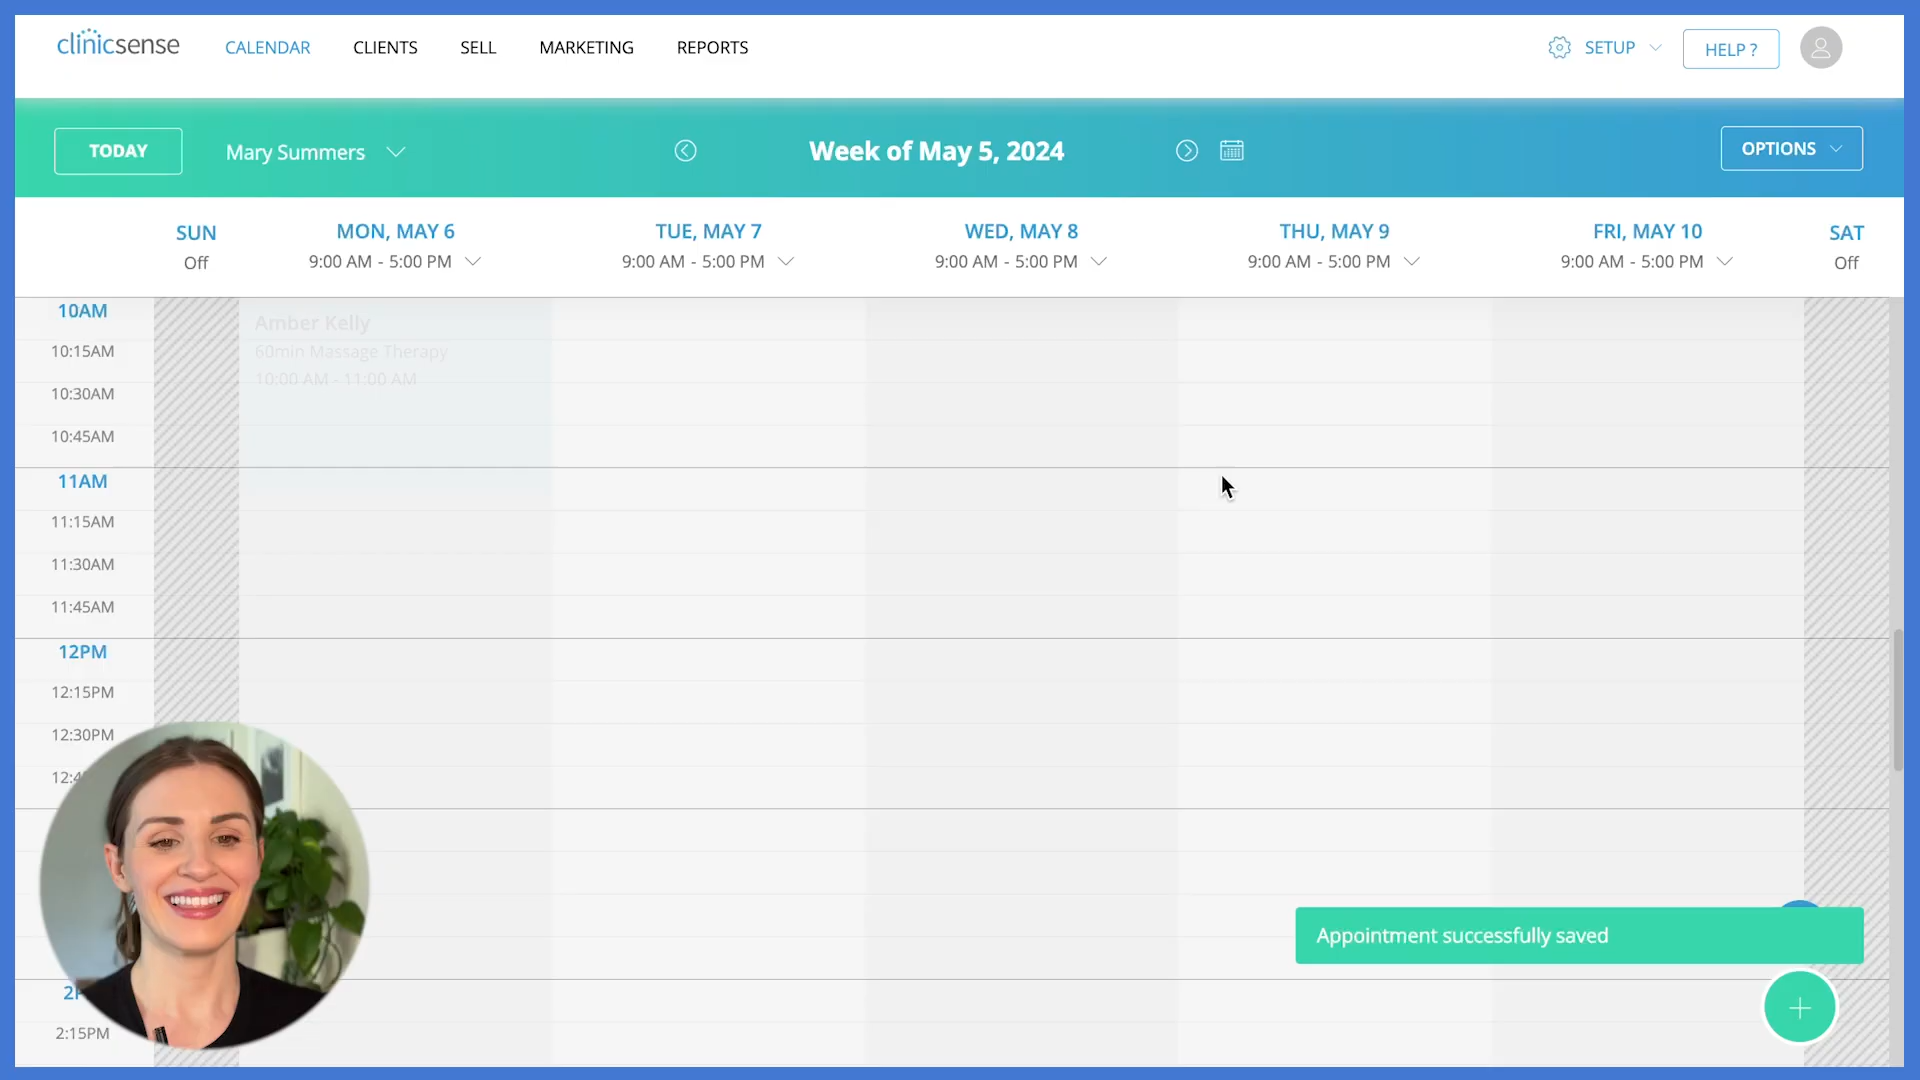 clinicsense CALENDAR CLIENTS SELL MARKETING REPORTS SETUP HELP ?
TODAY Mary Summers Week of May 5, 2024 OPTIONS
SUN MON, MAY 6 TUE, MAY 7 WED, MAY 8 THU, MAY 9 FRI, MAY 10 SAT
Off 9:00 AM - 5:00 PM 9:00 AM - 5:00 PM 9:00 AM - 5:00 PM 9:00 AM - 5:00 PM 9:00 AM - 5:00 PM Off
10AM
Amber Kelly
10:15AM 60min Massage Therapy
10:00 AM - 11:00 AM
10:30AM
10:45AM
11AM
11:15AM
11:30AM
11:45AM
12PM
12:15PM
12:30PM
Appointment successfully saved
2:15PM